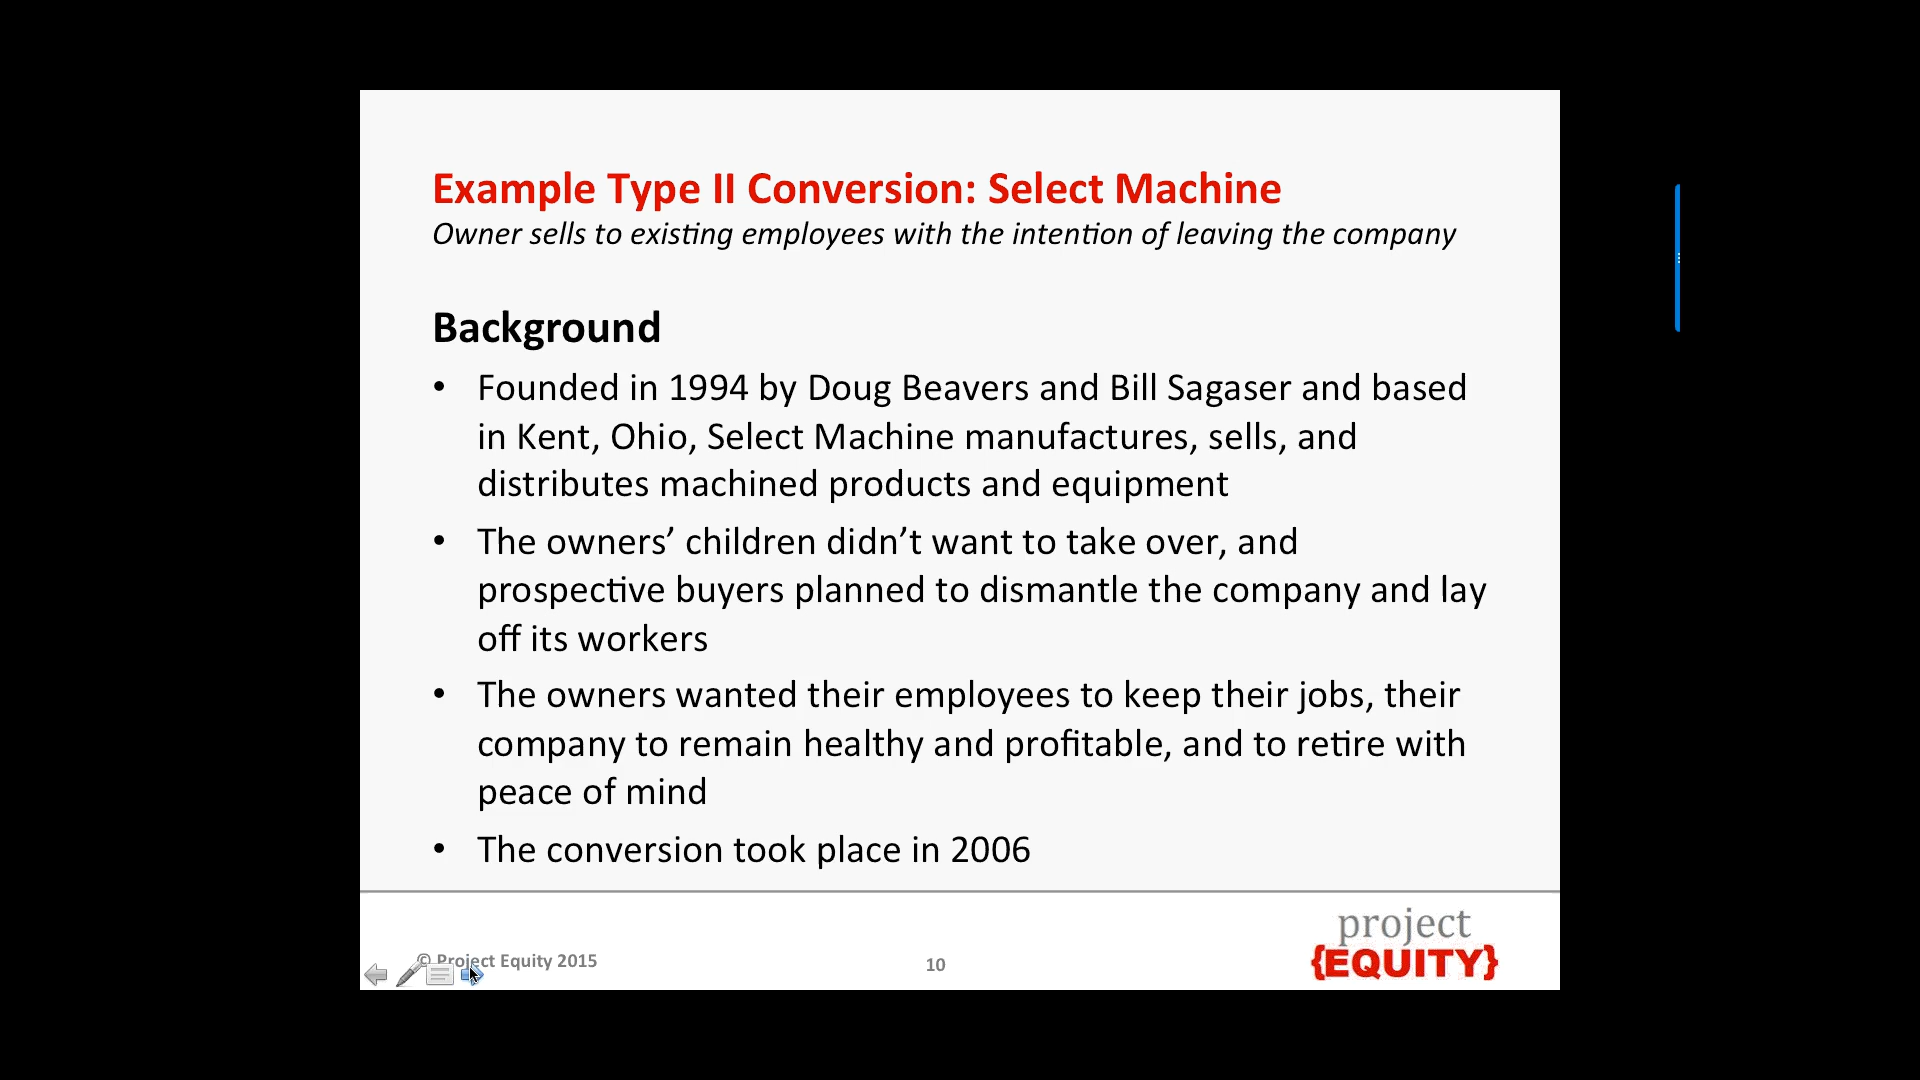 Example Type II Conversion: Select Machine
Owner sells to existing employees with the intention of leaving the company
Background
• Founded in 1994 by Doug Beavers and Bill Sagaser and based
in Kent, Ohio, Select Machine manufactures, sells, and
distributes machined products and equipment
• The owners’ children didn’t want to take over, and
prospective buyers planned to dismantle the company and lay
off its workers
• The owners wanted their employees to keep their jobs, their
company to remain healthy and profitable, and to retire with
peace of mind
• The conversion took place in 2006
© Project Equity 2015
10
project
{EQUITY}